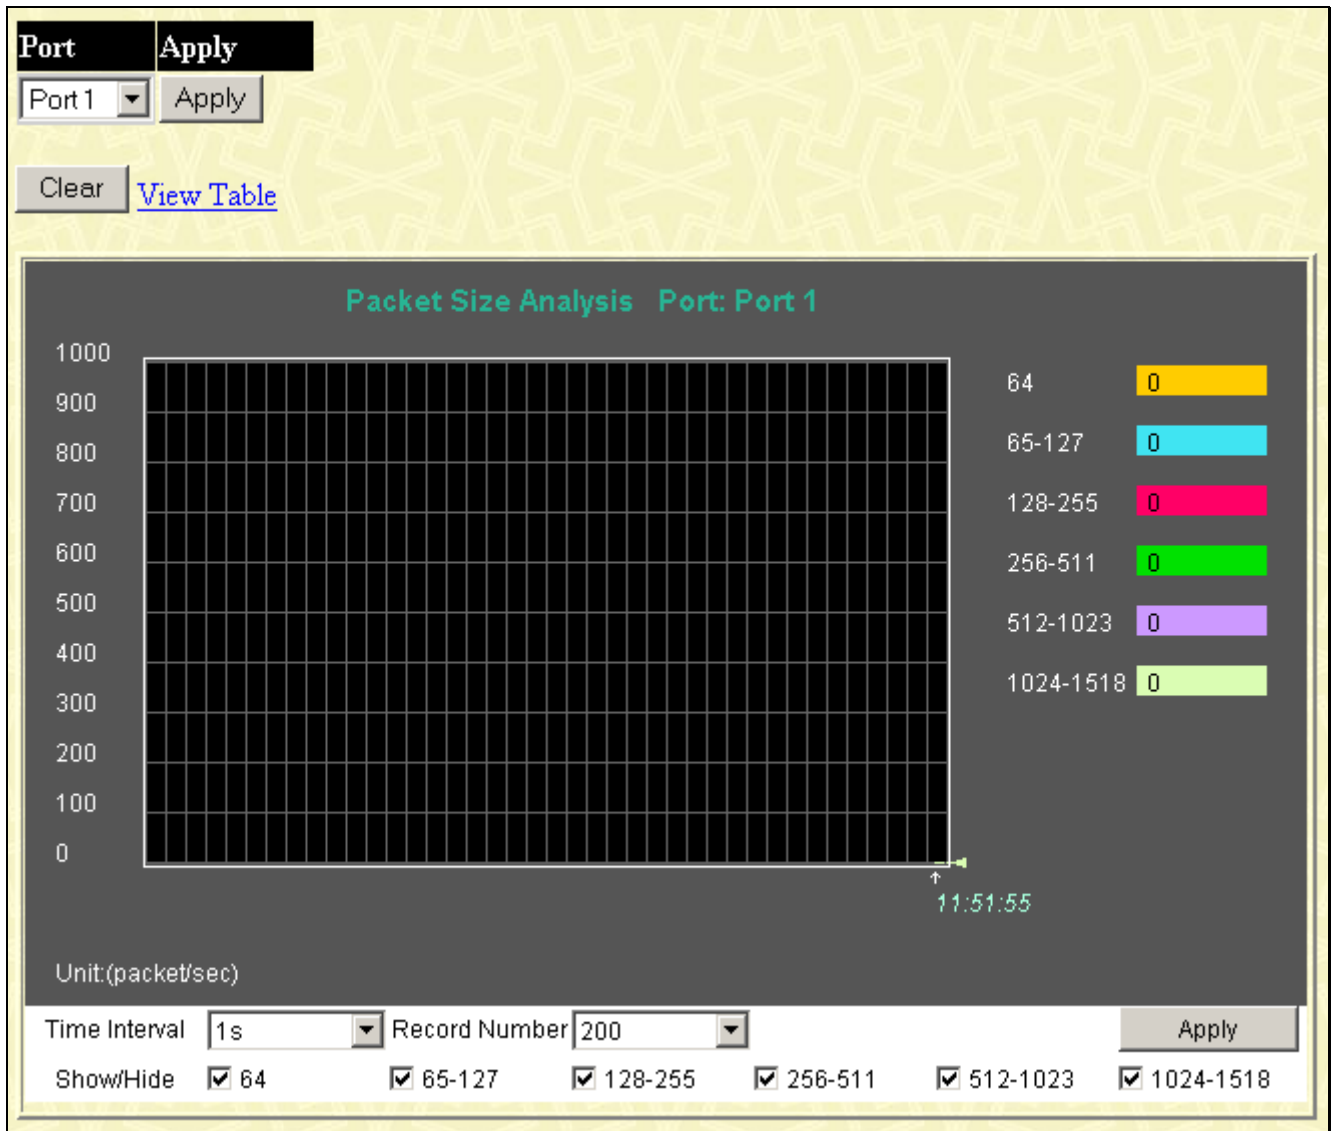 Port Apply
Port 1 Apply
Clear View Table
Packet Size Analysis Port: Port 1
1000
900
800
700
600
500
400
300
200
100
0
64 0
65-127 0
128-255 0
256-511 0
512-1023 0
1024-1518 0
11:51:55
Unit:(packet/sec)
Time Interval 1s Record Number 200 Apply
Show/Hide 64 65-127 128-255 256-511 512-1023 1024-1518